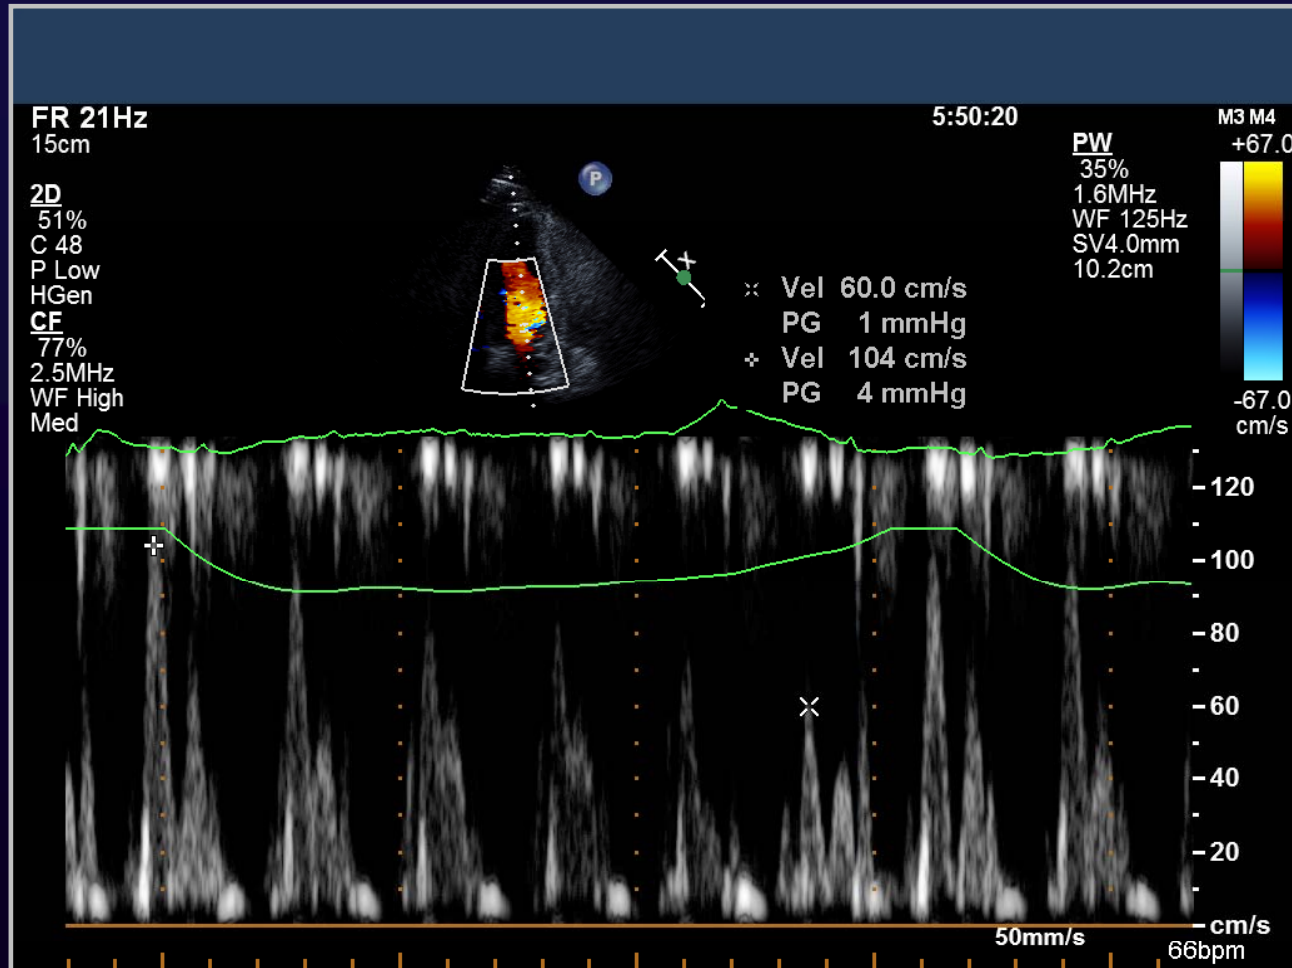 FR 21Hz
15cm
2D
51%
C 48
P Low
HGen
CF
77%
2.5MHz
WF High
Med
P
5:50:20
PW
35%
1.6MHz
WF 125Hz
SV4.0mm
10.2cm
M3 M4
+67.0
-67.0
cm/s
Vel 60.0 cm/s
PG 1 mmHg
Vel 104 cm/s
PG 4 mmHg
120
100
80
60
40
20
cm/s
50mm/s
66bpm